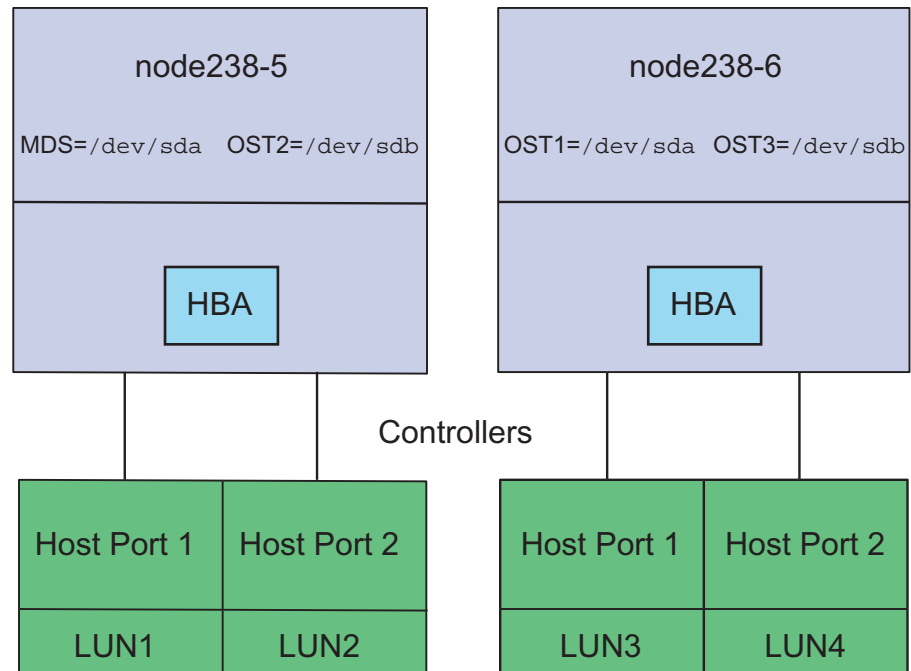 node238-5
MDS=/dev/sda OST2=/dev/sdb
HBA
node238-6
OST1=/dev/sda OST3=/dev/sdb
HBA
Controllers
Host Port 1
Host Port 2
LUN1
LUN2
Host Port 1
Host Port 2
LUN3
LUN4